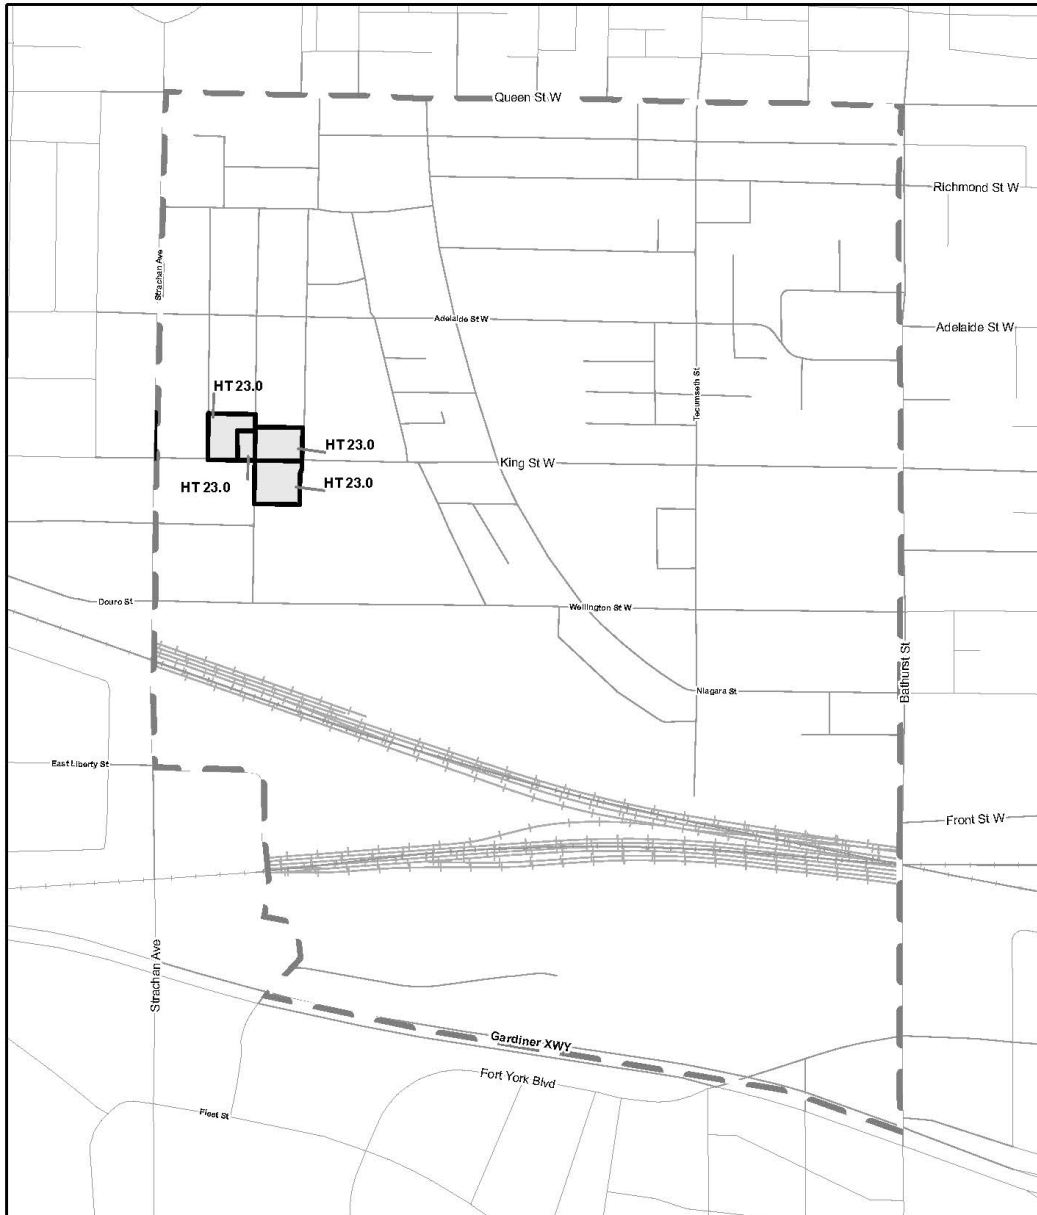 Queen St W
Richmond St W
Strachan Ave
Adelaide St W
Adelaide St W
Tecumseth St
HT 23.0
HT 23.0
King St W
HT 23.0
HT 23.0
Douro St
Wellington St W
Bathurst St
Niagara St
East Liberty St
Front St W
Strachan Ave
Gardiner XWY
Fort York Blvd
Fleet St